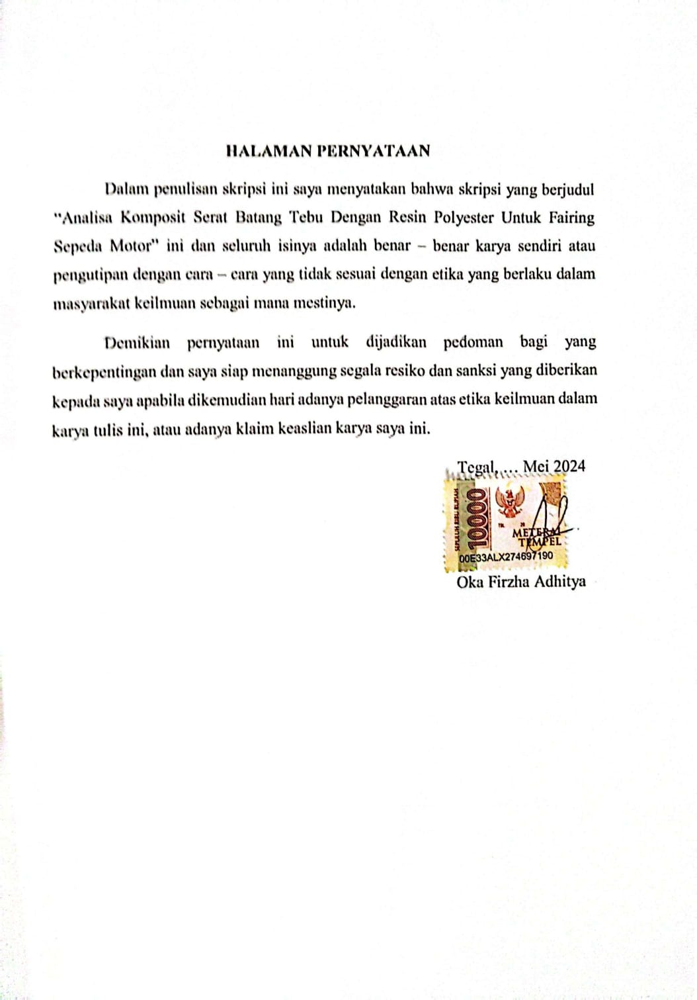 HALAMAN PERNYATAAN
Dalam penulisan skripsi ini saya menyatakan bahwa skripsi yang berjudul
"Analisa Komposit Serat Batang Tebu Dengan Resin Polyester Untuk Fairing
Sepeda Motor" ini dan seluruh isinya adalah benar – benar karya sendiri atau
pengutipan dengan cara – cara yang tidak sesuai dengan etika yang berlaku dalam
masyarakat keilmuan sebagai mana mestinya.
Demikian pernyataan ini untuk dijadikan pedoman bagi yang
berkepentingan dan saya siap menanggung segala resiko dan sanksi yang diberikan
kepada saya apabila dikemudian hari adanya pelanggaran atas etika keilmuan dalam
karya tulis ini, atau adanya klaim keaslian karya saya ini.
Tegal, ... Mei 2024
SEPULUH RIBU RUPIAH
10000
TGL. 20
METERAI
TEMPEL
00E33ALX274697190
Oka Firzha Adhitya